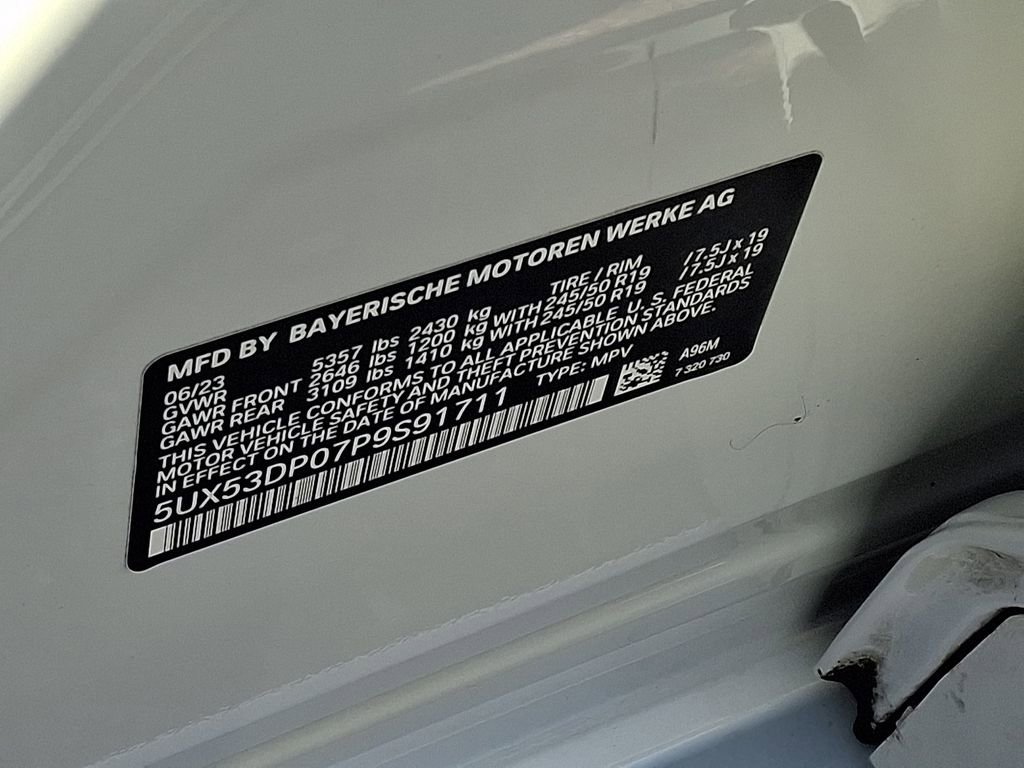 MFD BY BAYERISCHE MOTOREN WERKE AG
06/23 TIRE / RIM
GVWR 5357 lbs 2430 kg
GAWR FRONT 2646 lbs 1200 kg WITH 245/50 R19 /7.5J x 19
GAWR REAR 3109 lbs 1410 kg WITH 245/50 R19 /7.5J x 19
THIS VEHICLE CONFORMS TO ALL APPLICABLE U. S. FEDERAL
MOTOR VEHICLE SAFETY AND THEFT PREVENTION STANDARDS
IN EFFECT ON THE DATE OF MANUFACTURE SHOWN ABOVE.
5UX53DP07P9S91711 TYPE: MPV
A96M
7 320 730